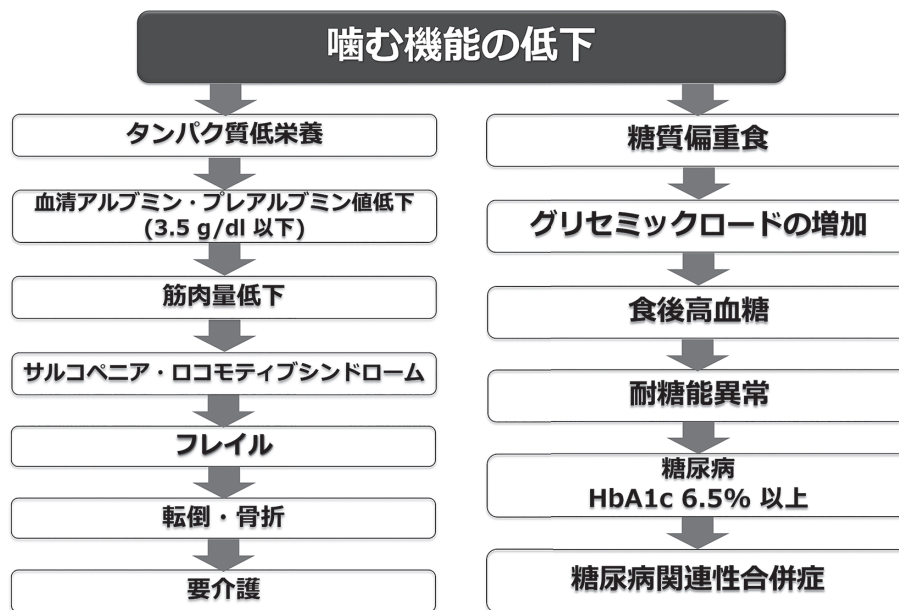 噛む機能の低下
タンパク質低栄養
血清アルブミン・プレアルブミン値低下
(3.5 g/dl 以下)
筋肉量低下
サルコペニア・ロコモティブシンドローム
フレイル
転倒・骨折
要介護
糖質偏重食
グリセミックロードの増加
食後高血糖
耐糖能異常
糖尿病
HbA1c 6.5% 以上
糖尿病関連性合併症